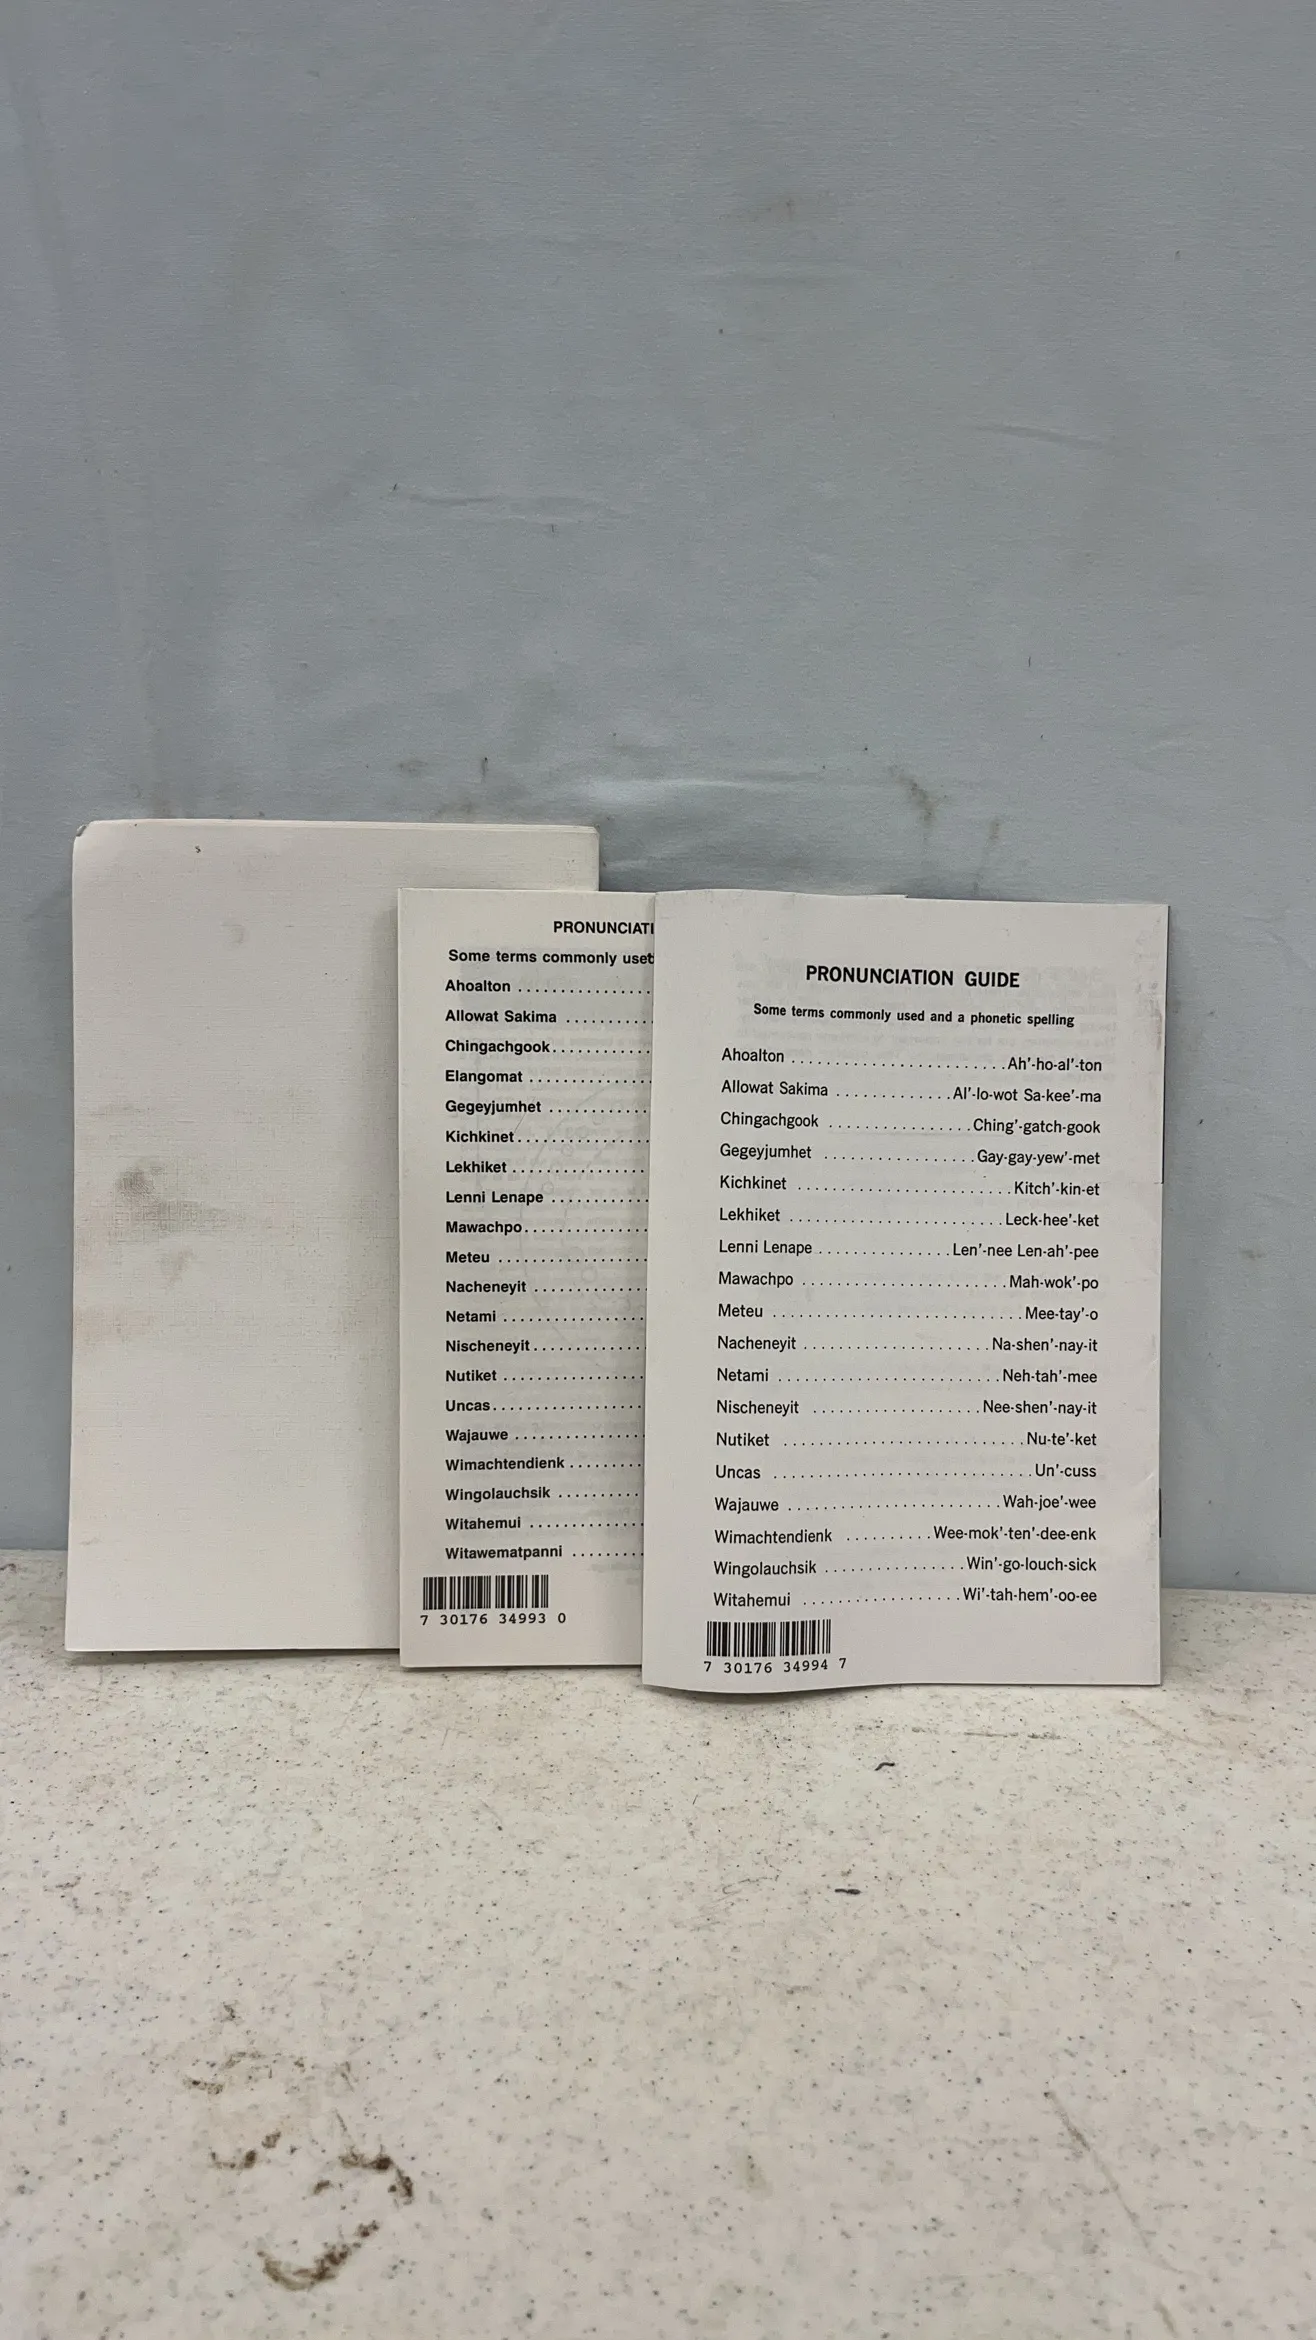 PRONUNCIATI
Some terms commonly used
Ahoalton ................
Allowat Sakima ..........
Chingachgook............
Elangomat ..............
Gegeyjumhet ............
Kichkinet................
Lekhiket ................
Lenni Lenape ............
Mawachpo...............
Meteu ..................
Nacheneyit ..............
Netami ..................
Nischeneyit..............
Nutiket ..................
Uncas...................
Wajauwe ................
Wimachtendienk .........
Wingolauchsik ...........
Witahemui ..............
Witawematpanni .........
7 30176 34993 0
PRONUNCIATION GUIDE
Some terms commonly used and a phonetic spelling
Ahoalton .........................Ah'-ho-al'-ton
Allowat Sakima .............Al'-lo-wot Sa-kee'-ma
Chingachgook ................Ching'-gatch-gook
Gegeyjumhet .................Gay-gay-yew'-met
Kichkinet .........................Kitch'-kin-et
Lekhiket .........................Leck-hee'-ket
Lenni Lenape ...............Len'-nee Len-ah'-pee
Mawachpo .......................Mah-wok'-po
Meteu .............................Mee-tay'-o
Nacheneyit .....................Na-shen'-nay-it
Netami .........................Neh-tah'-mee
Nischeneyit ...................Nee-shen'-nay-it
Nutiket ...........................Nu-te'-ket
Uncas .............................Un'-cuss
Wajauwe ........................Wah-joe'-wee
Wimachtendienk ..........Wee-mok'-ten'-dee-enk
Wingolauchsik ................Win'-go-louch-sick
Witahemui ..................Wi'-tah-hem'-oo-ee
7 30176 34994 7